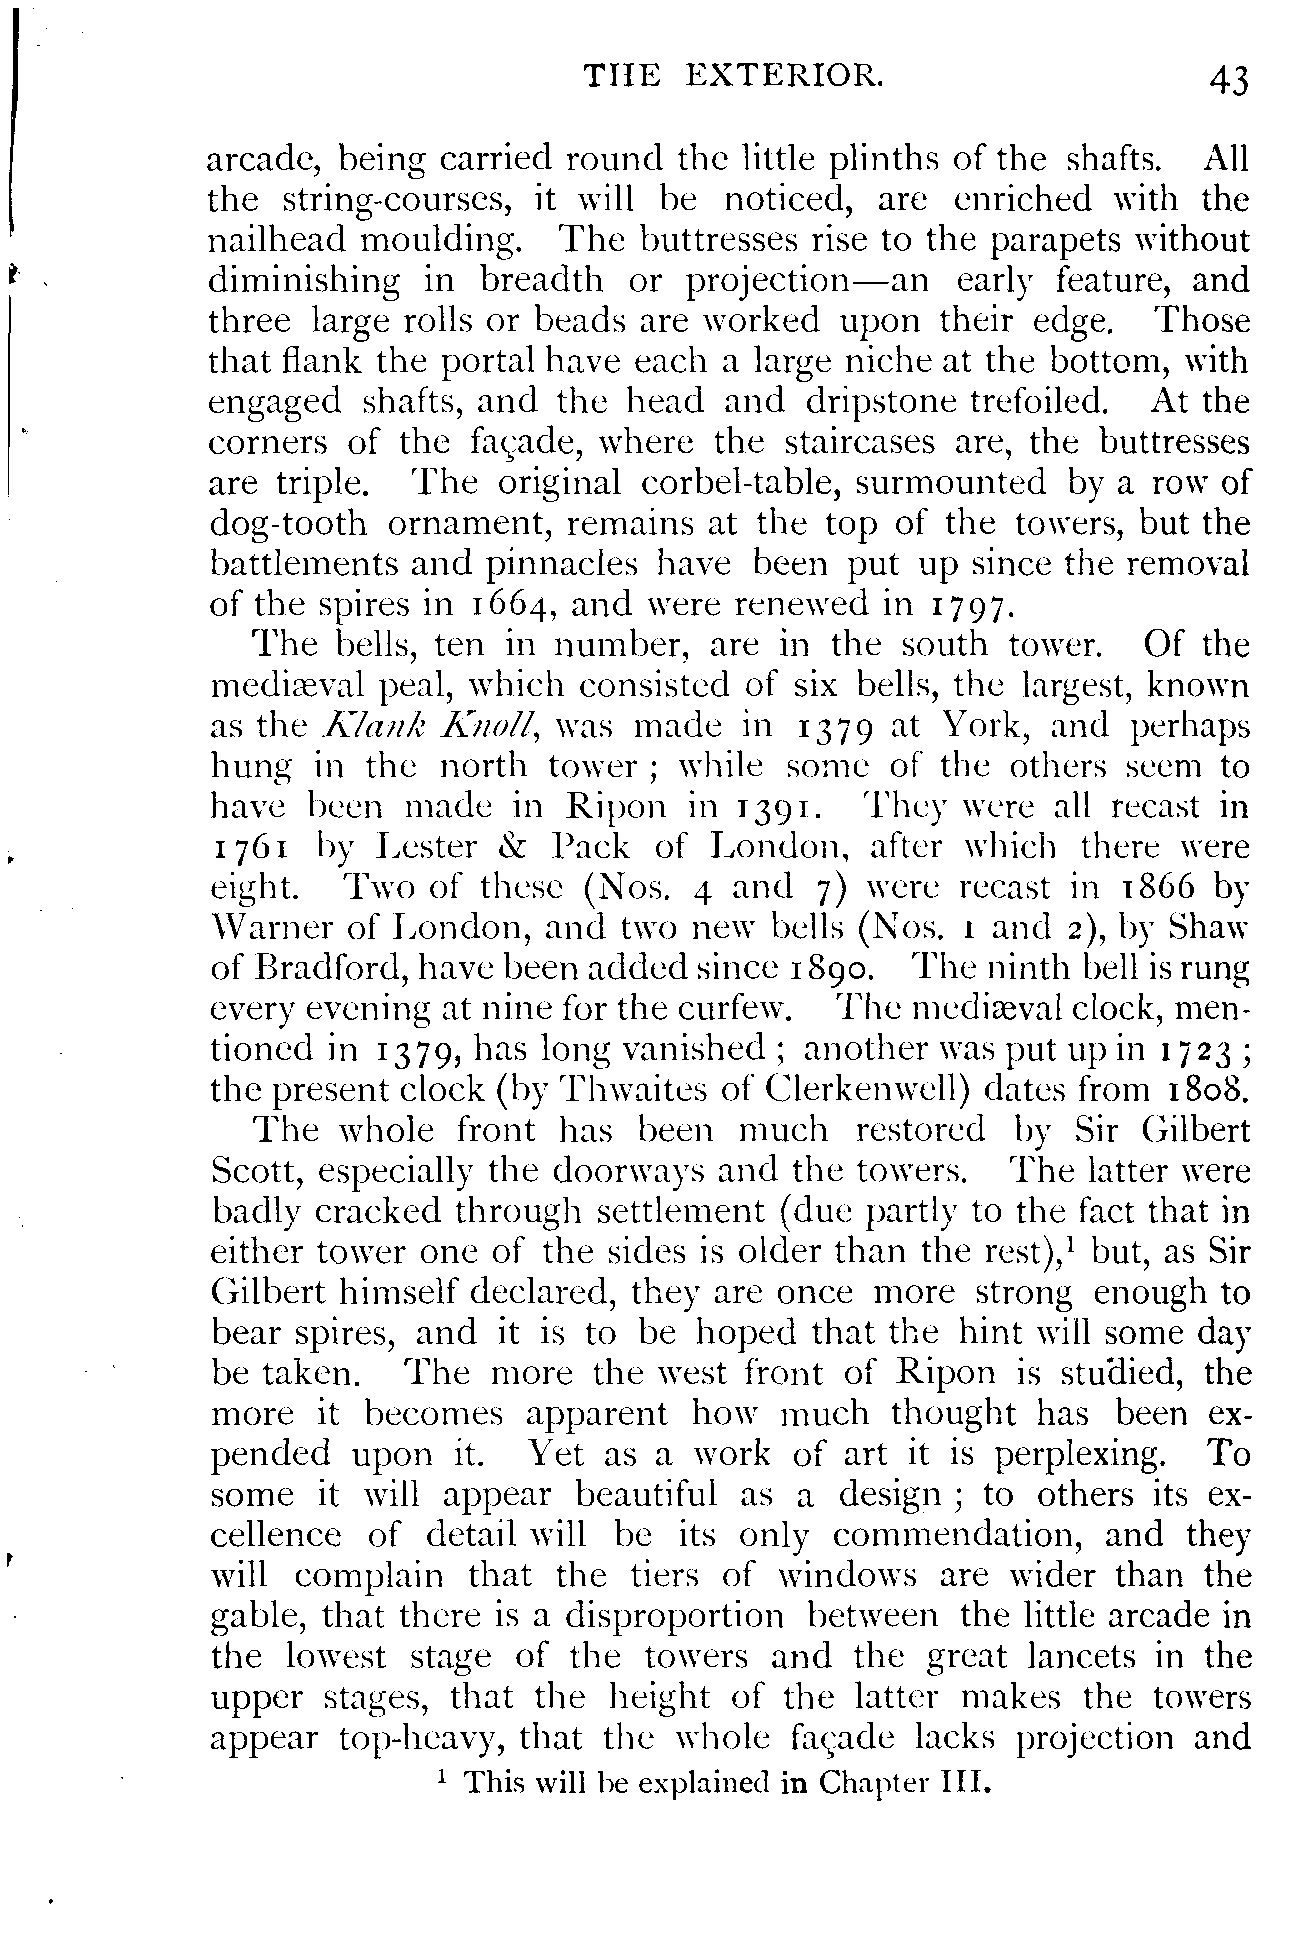 THE EXTERIOR. 43
arcade, being carried round the little plinths of the shafts. All
the string-courses, it will be noticed, are enriched with the
nailhead moulding. The buttresses rise to the parapets without
diminishing in breadth or projection—an early feature, and
three large rolls or beads are worked upon their edge. Those
that flank the portal have each a large niche at the bottom, with
engaged shafts, and the head and dripstone trefoiled. At the
corners of the façade, where the staircases are, the buttresses
are triple. The original corbel-table, surmounted by a row of
dog-tooth ornament, remains at the top of the towers, but the
battlements and pinnacles have been put up since the removal
of the spires in 1664, and were renewed in 1797.
The bells, ten in number, are in the south tower. Of the
mediæval peal, which consisted of six bells, the largest, known
as the Klank Knoll, was made in 1379 at York, and perhaps
hung in the north tower ; while some of the others seem to
have been made in Ripon in 1391. They were all recast in
1761 by Lester & Pack of London, after which there were
eight. Two of these (Nos. 4 and 7) were recast in 1866 by
Warner of London, and two new bells (Nos. 1 and 2), by Shaw
of Bradford, have been added since 1890. The ninth bell is rung
every evening at nine for the curfew. The mediæval clock, men-
tioned in 1379, has long vanished ; another was put up in 1723 ;
the present clock (by Thwaites of Clerkenwell) dates from 1808.
The whole front has been much restored by Sir Gilbert
Scott, especially the doorways and the towers. The latter were
badly cracked through settlement (due partly to the fact that in
either tower one of the sides is older than the rest),¹ but, as Sir
Gilbert himself declared, they are once more strong enough to
bear spires, and it is to be hoped that the hint will some day
be taken. The more the west front of Ripon is studied, the
more it becomes apparent how much thought has been ex-
pended upon it. Yet as a work of art it is perplexing. To
some it will appear beautiful as a design ; to others its ex-
cellence of detail will be its only commendation, and they
will complain that the tiers of windows are wider than the
gable, that there is a disproportion between the little arcade in
the lowest stage of the towers and the great lancets in the
upper stages, that the height of the latter makes the towers
appear top-heavy, that the whole façade lacks projection and
¹ This will be explained in Chapter III.